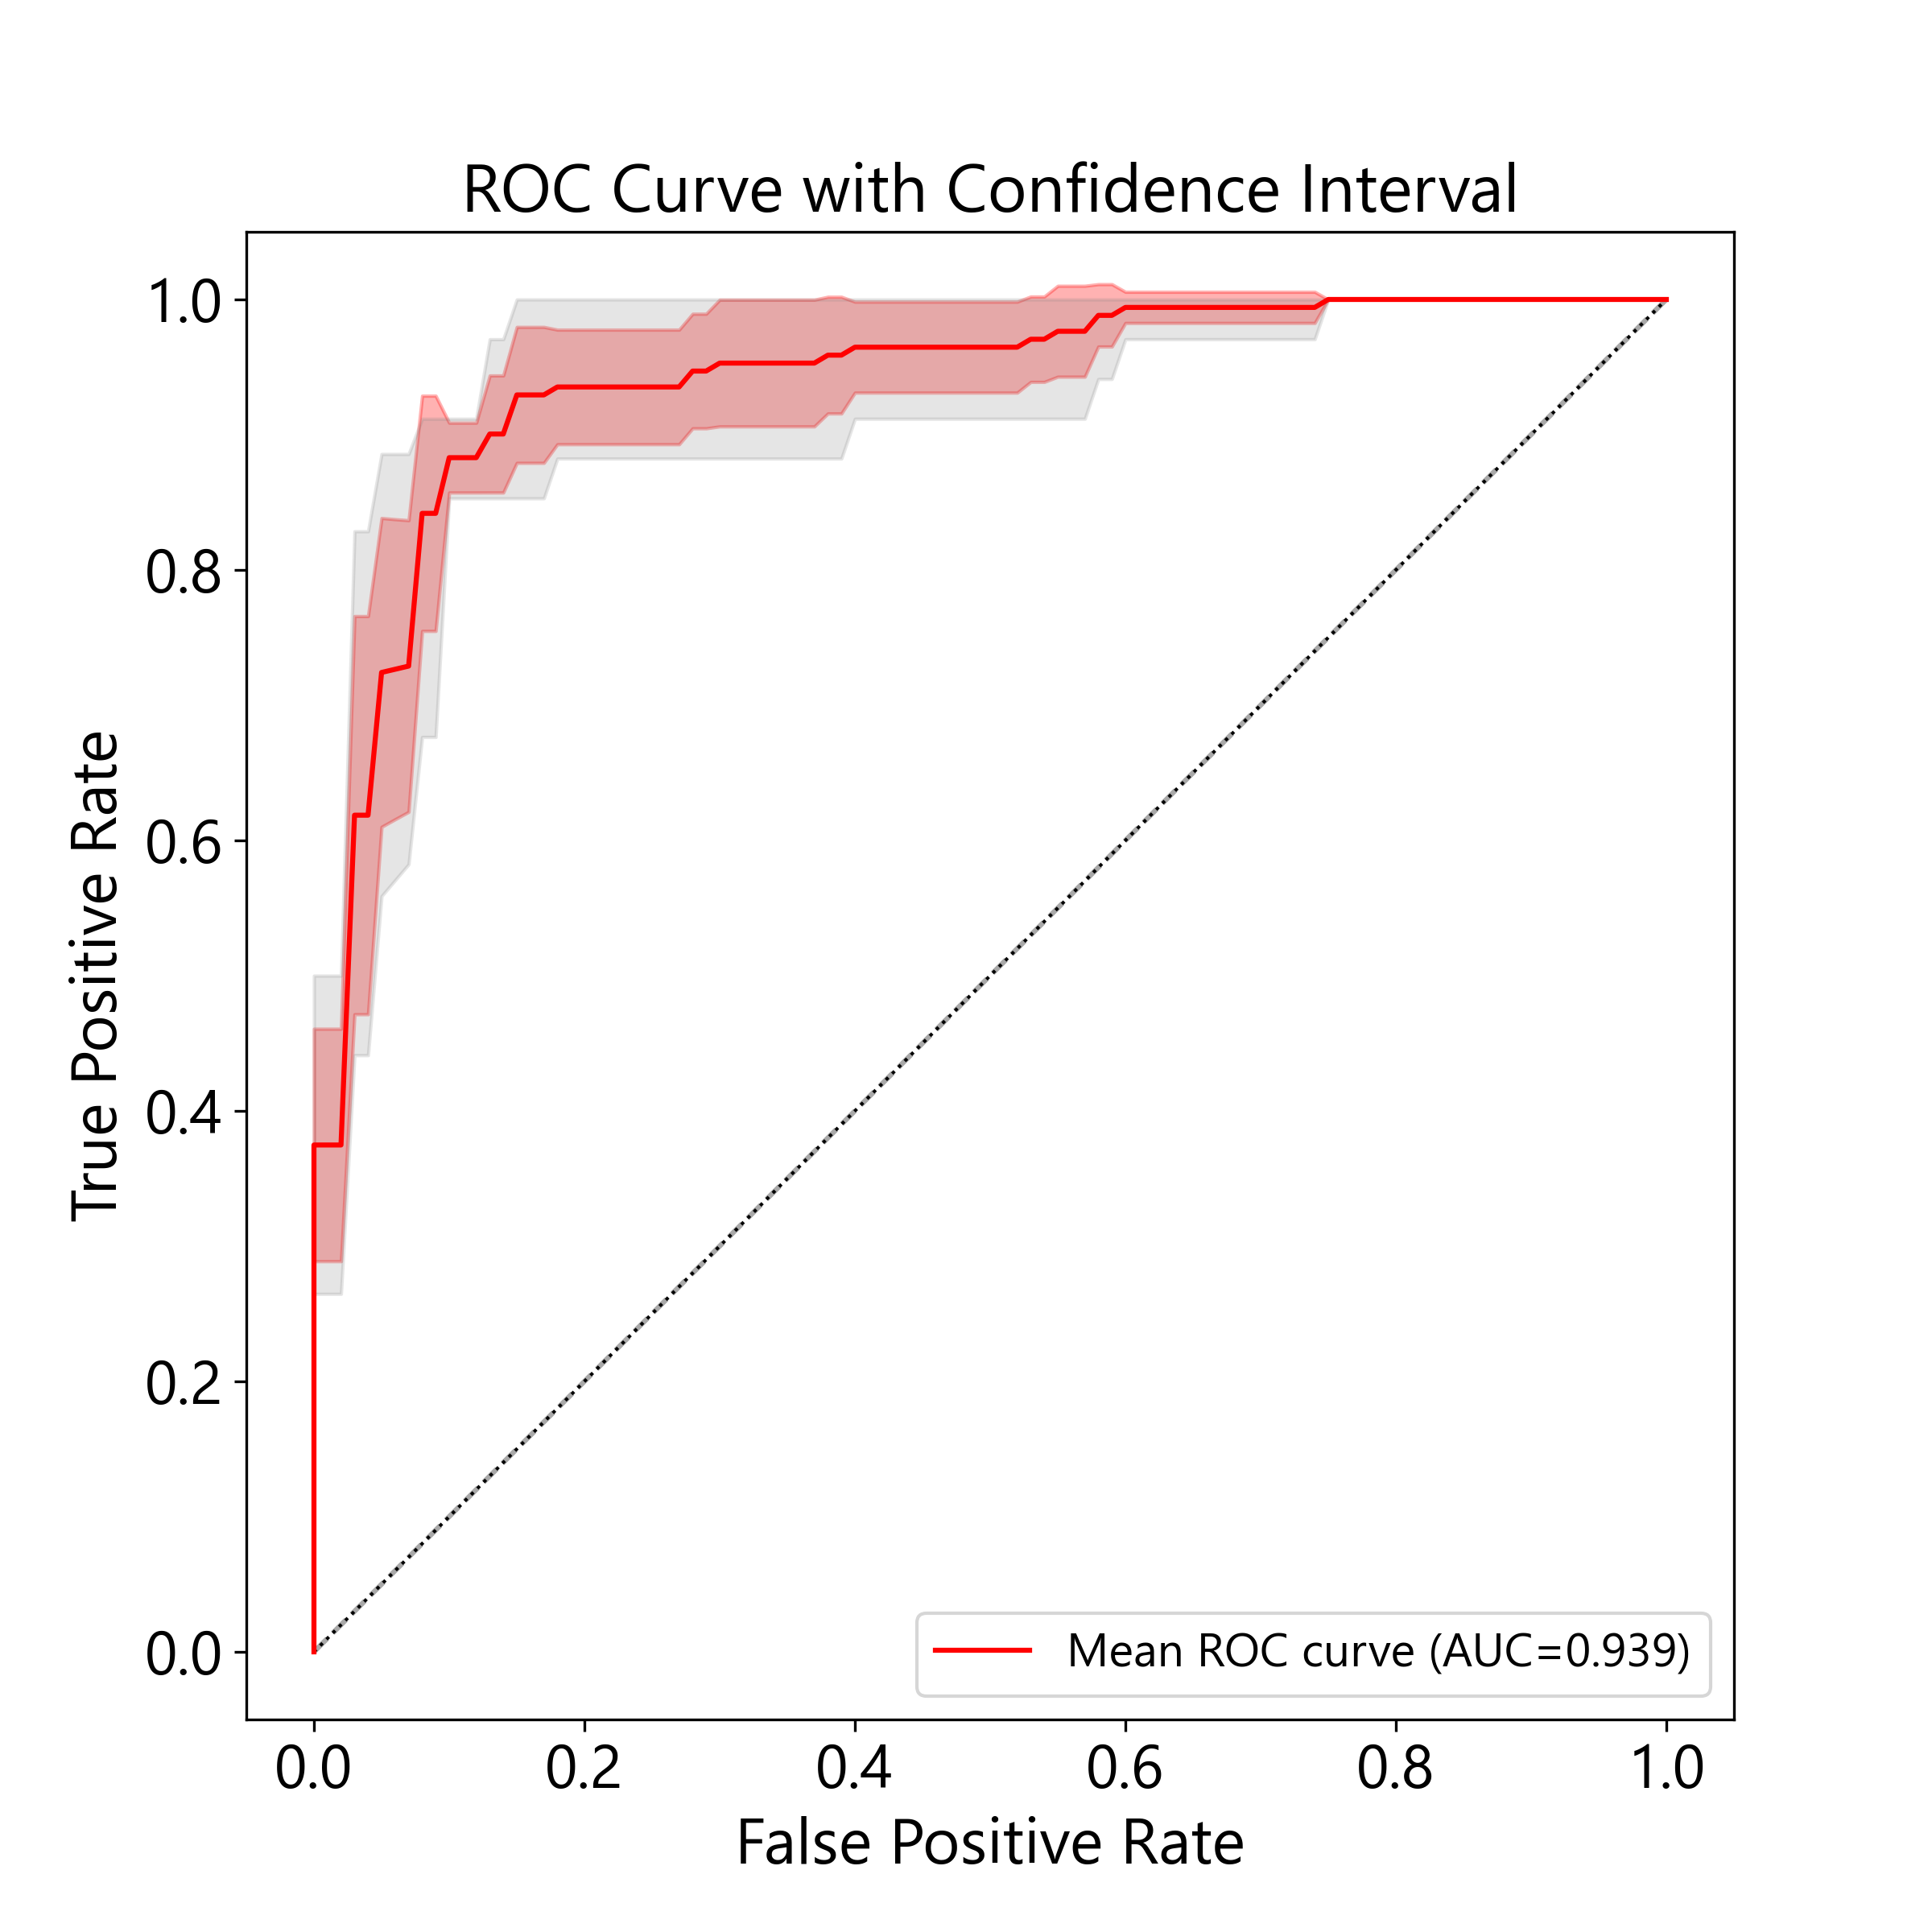 ROC Curve with Confidence Interval
True Positive Rate
1.0
0.8
0.6
0.4
0.2
0.0
Mean ROC curve (AUC=0.939)
0.0 0.2 0.4 0.6 0.8 1.0
False Positive Rate